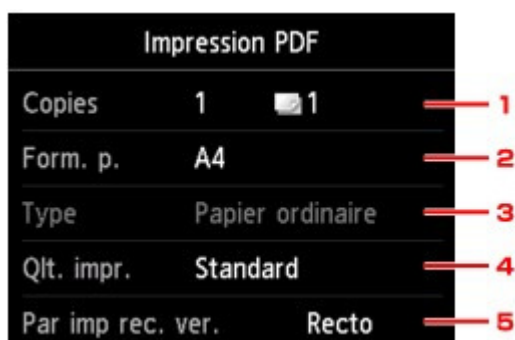 Impression PDF
Copies 1 1 1
Form. p. A4 2
Type Papier ordinaire 3
Qlt. impr. Standard 4
Par imp rec. ver. Recto 5